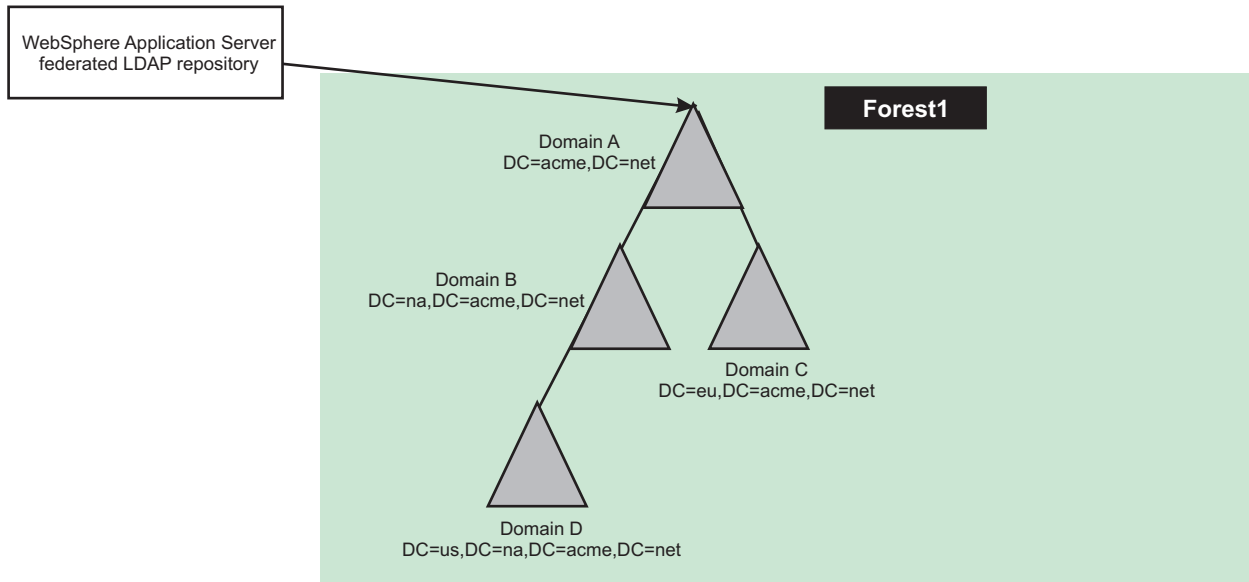 WebSphere Application Server
federated LDAP repository
Forest1
Domain A
DC=acme,DC=net
Domain B
DC=na,DC=acme,DC=net
Domain C
DC=eu,DC=acme,DC=net
Domain D
DC=us,DC=na,DC=acme,DC=net